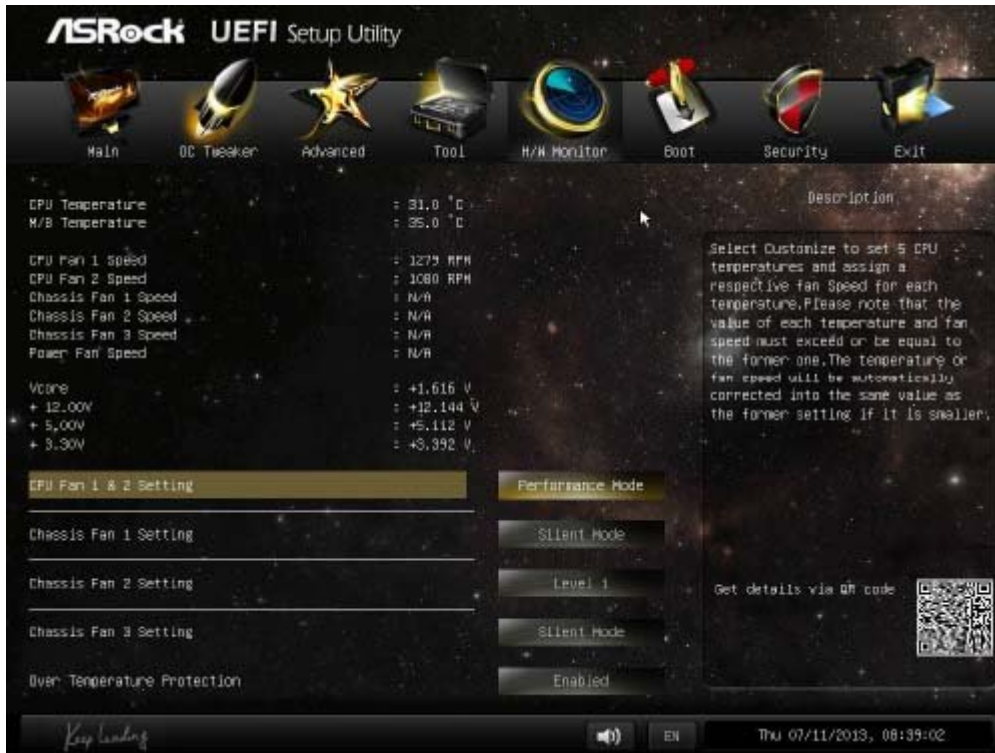 ASRock UEFI Setup Utility
Main OC Tweaker Advanced Tool H/W Monitor Boot Security Exit
CPU Temperature : 31.0 °C
M/B Temperature : 35.0 °C
CPU Fan 1 Speed : 1279 RPM
CPU Fan 2 Speed : 1080 RPM
Chassis Fan 1 Speed : N/A
Chassis Fan 2 Speed : N/A
Chassis Fan 3 Speed : N/A
Power Fan Speed : N/A
Vcore : +1.616 V
+ 12.00V : +12.144 V
+ 5.00V : +5.112 V
+ 3.30V : +3.392 V
CPU Fan 1 & 2 Setting Performance Mode
Chassis Fan 1 Setting Silent Mode
Chassis Fan 2 Setting Level 1
Chassis Fan 3 Setting Silent Mode
Over Temperature Protection Enabled
Description
Select Customize to set 5 CPU
temperatures and assign a
respective fan Speed for each
temperature.Please note that the
value of each temperature and fan
speed must exceed or be equal to
the former one.The temperature or
fan speed will be automatically
corrected into the same value as
the former setting if it is smaller.
Get details via QR code
Keep Landing
EN
Thu 07/11/2013, 08:39:02